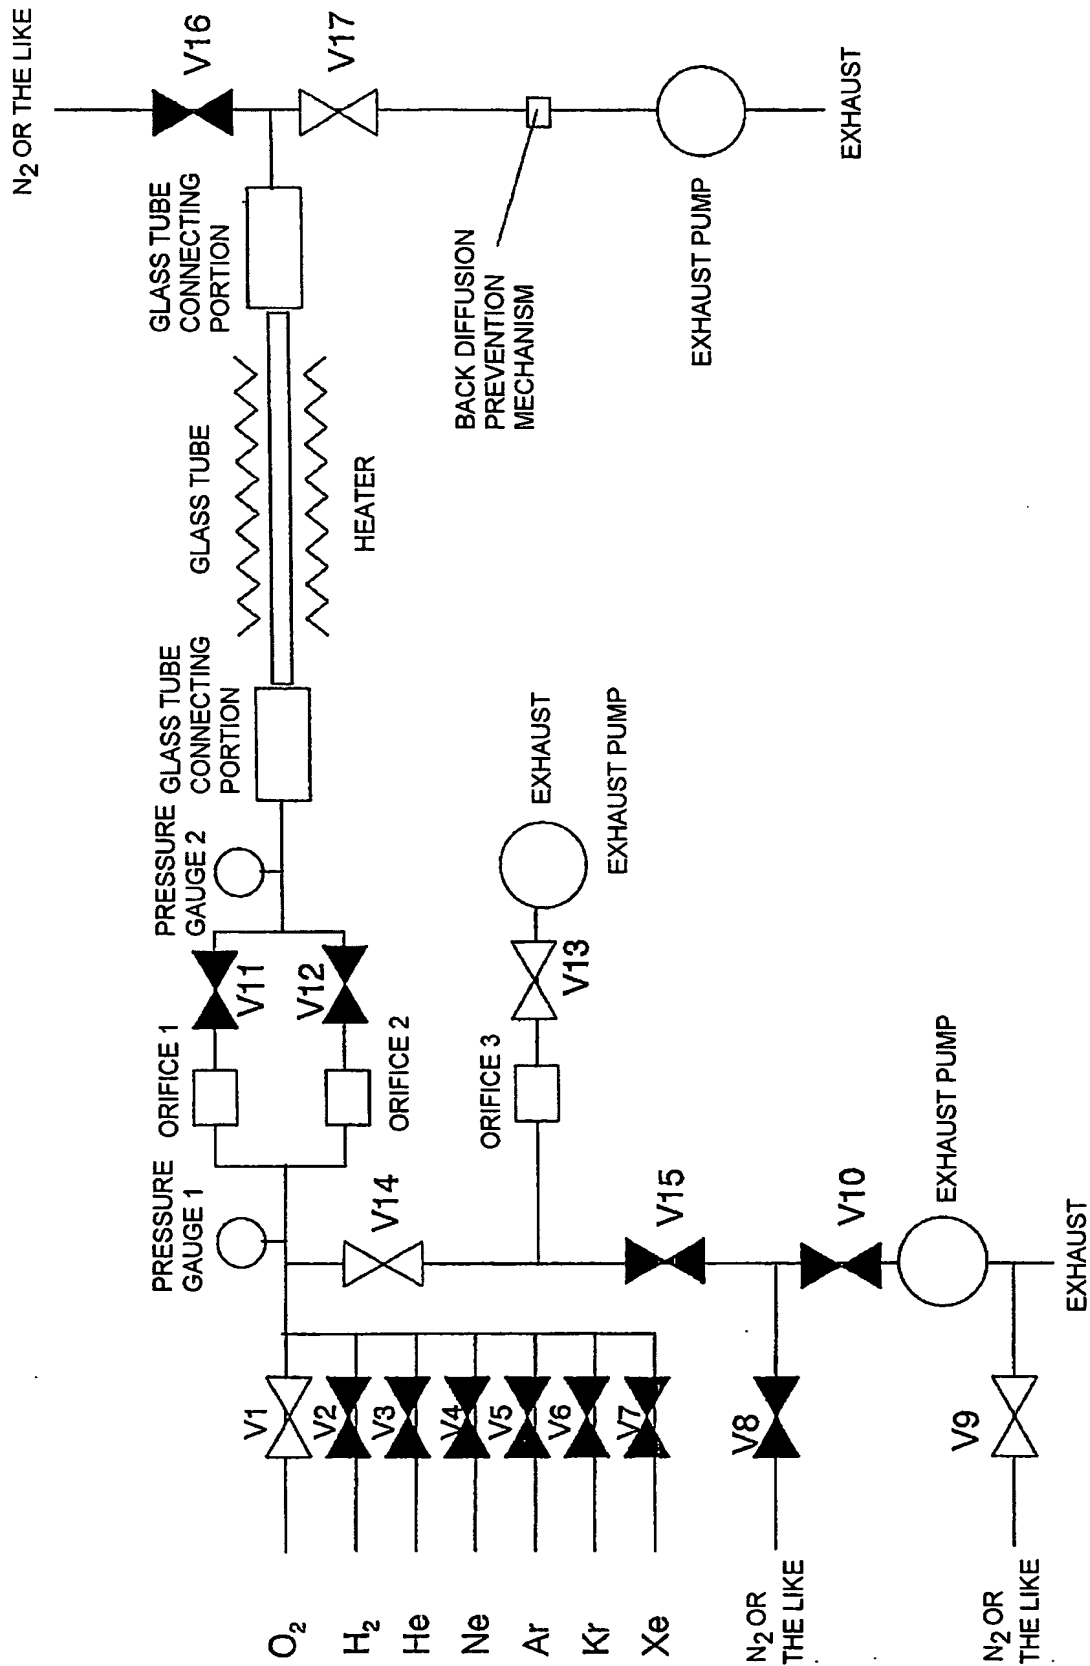 N2 OR THE LIKE
V16
V17
GLASS TUBE
CONNECTING
PORTION
BACK DIFFUSION
PREVENTION
MECHANISM
EXHAUST PUMP
EXHAUST
GLASS TUBE
HEATER
GLASS TUBE
CONNECTING
PORTION
PRESSURE
GAUGE 2
V11
V12
ORIFICE 1
ORIFICE 2
EXHAUST
EXHAUST PUMP
V13
ORIFICE 3
PRESSURE
GAUGE 1
V14
V15
V10
EXHAUST PUMP
EXHAUST
V1
V2
V3
V4
V5
V6
V7
V8
V9
O2
H2
He
Ne
Ar
Kr
Xe
N2 OR
THE LIKE
N2 OR
THE LIKE